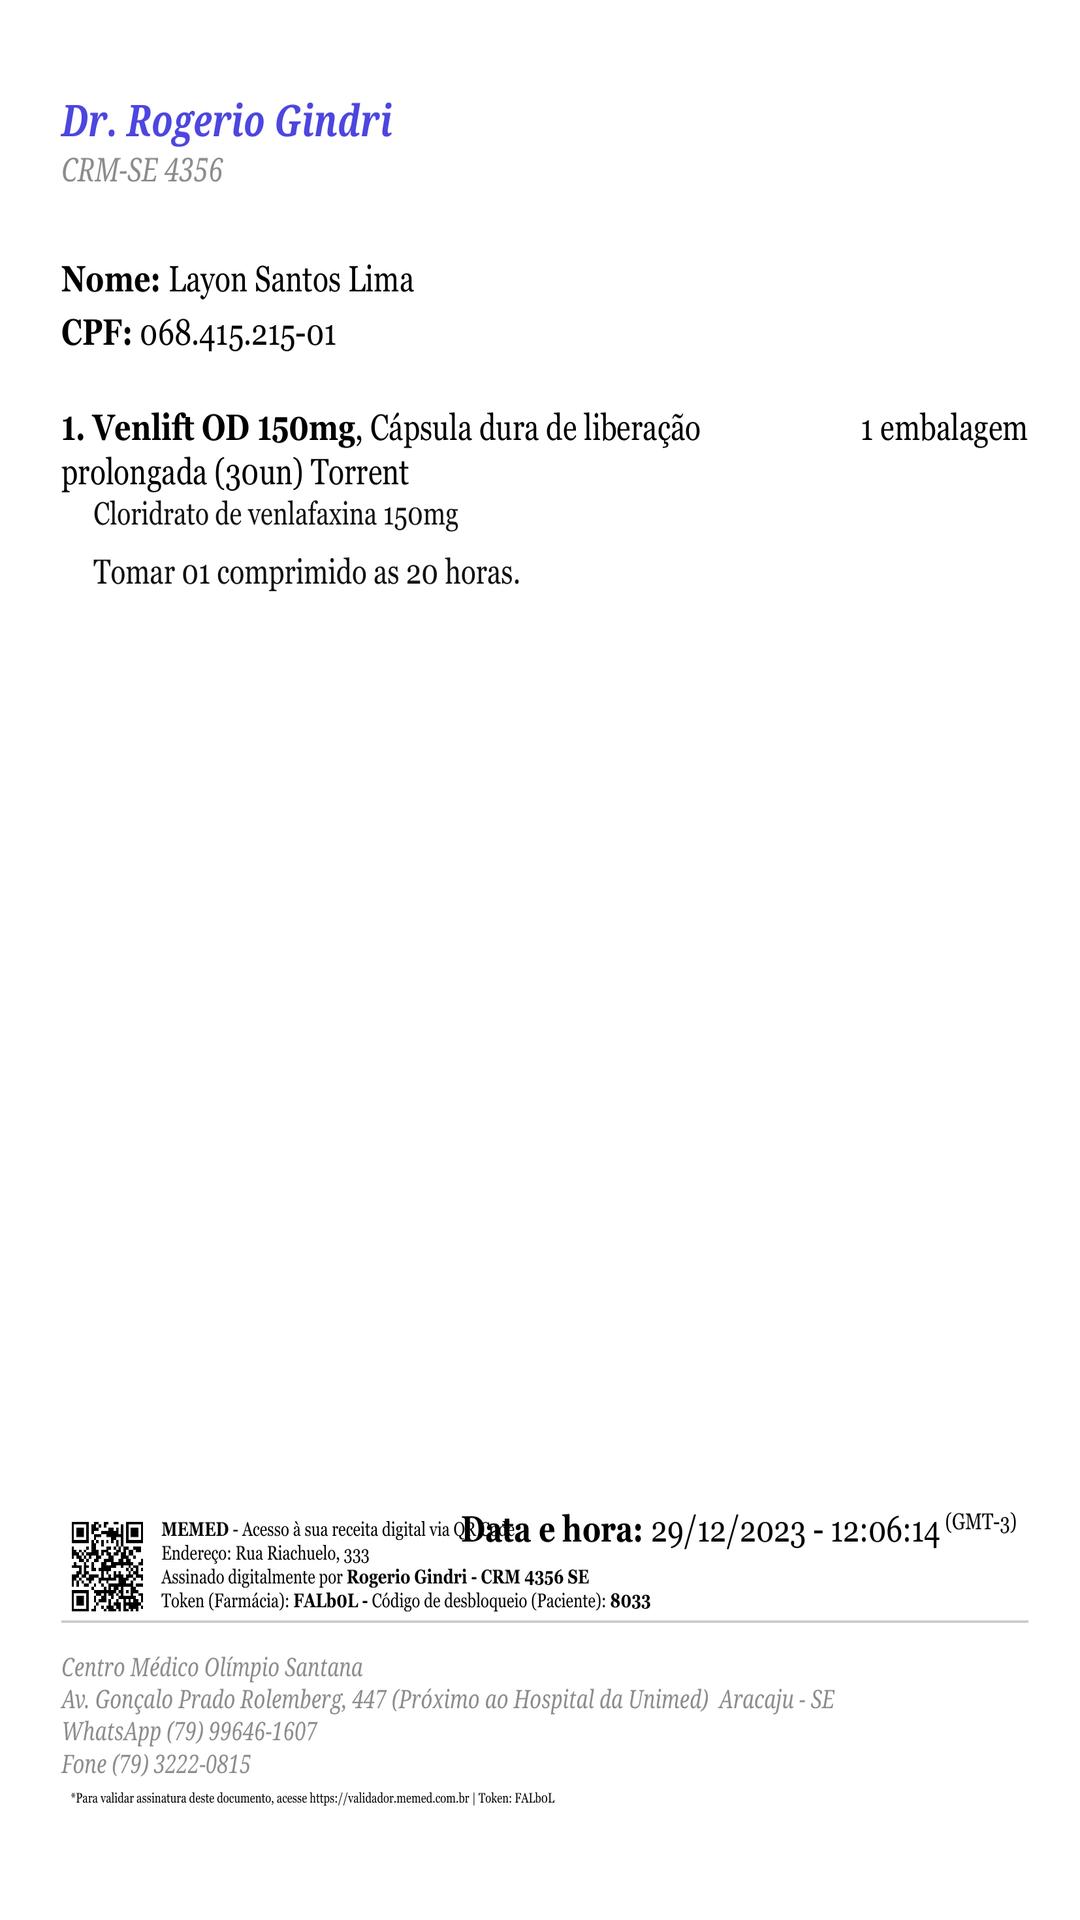 Dr. Rogerio Gindri
CRM-SE 4356
Nome: Layon Santos Lima
CPF: 068.415.215-01
1. Venlift OD 150mg, Cápsula dura de liberação 1 embalagem
prolongada (30un) Torrent
Cloridrato de venlafaxina 150mg
Tomar 01 comprimido as 20 horas.
MEMED - Acesso à sua receita digital via QR Code
Data e hora: 29/12/2023 - 12:06:14 (GMT-3)
Endereço: Rua Riachuelo, 333
Assinado digitalmente por Rogerio Gindri - CRM 4356 SE
Token (Farmácia): FALb0L - Código de desbloqueio (Paciente): 8033
Centro Médico Olímpio Santana
Av. Gonçalo Prado Rolemberg, 447 (Próximo ao Hospital da Unimed) Aracaju - SE
WhatsApp (79) 99646-1607
Fone (79) 3222-0815
*Para validar assinatura deste documento, acesse https://validador.memed.com.br | Token: FALb0L